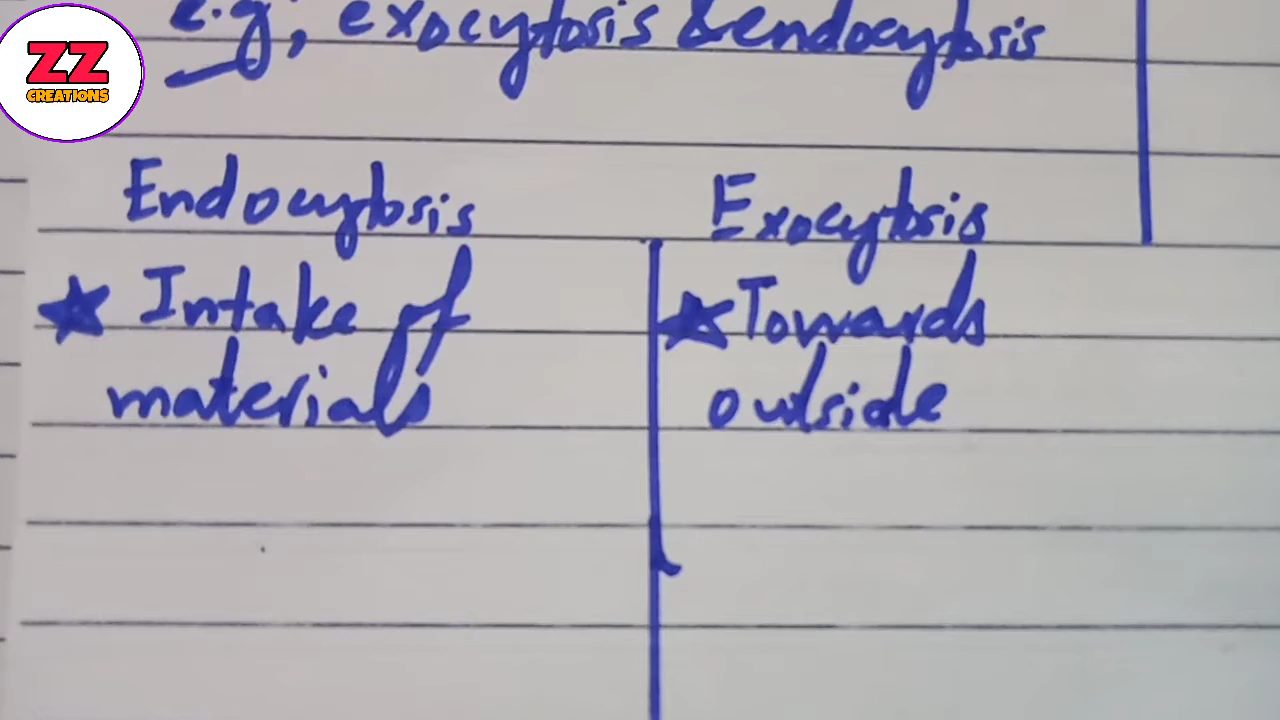 e.g; exocytosis & endocytosis
ZZ
CREATIONS
Endocytosis
Exocytosis
★ Intake of
materials
★ Towards
outside